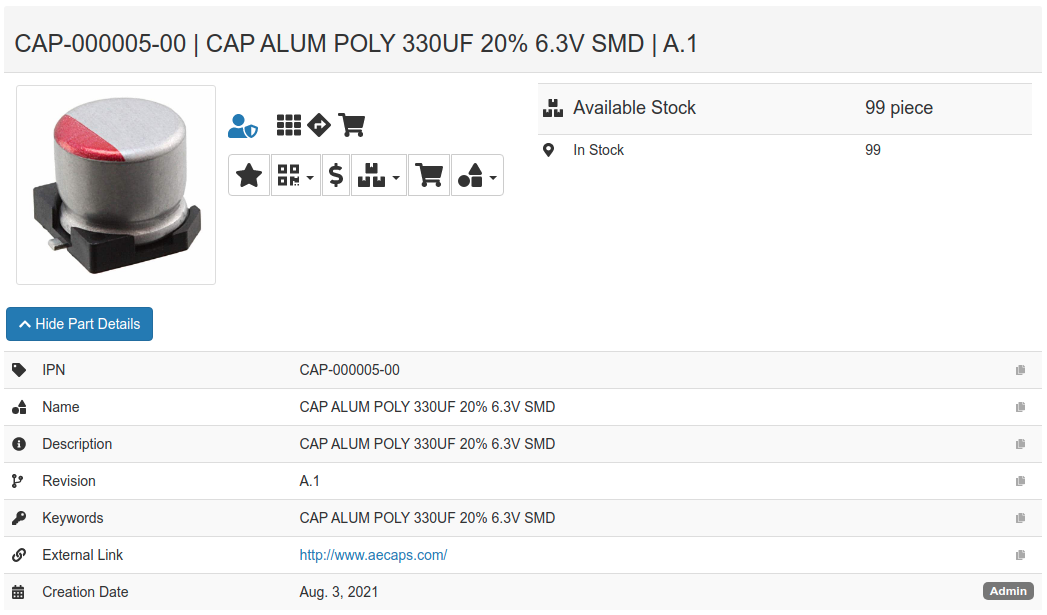 CAP-000005-00 | CAP ALUM POLY 330UF 20% 6.3V SMD | A.1
Available Stock 99 piece
In Stock 99
Hide Part Details
IPN CAP-000005-00
Name CAP ALUM POLY 330UF 20% 6.3V SMD
Description CAP ALUM POLY 330UF 20% 6.3V SMD
Revision A.1
Keywords CAP ALUM POLY 330UF 20% 6.3V SMD
External Link http://www.aecaps.com/
Creation Date Aug. 3, 2021 Admin